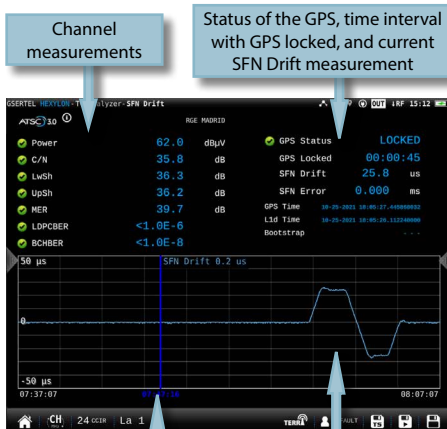 Channel
measurements
Status of the GPS, time interval
with GPS locked, and current
SFN Drift measurement
SFN Drift
OUT RF 15:12
ATSC 3.0
RGE MADRID
Power 62.0 dBµV
C/N 35.8 dB
LwSh 36.3 dB
UpSh 36.2 dB
MER 39.7 dB
LDPCBER <1.0E-6
BCHBER <1.0E-8
GPS Status LOCKED
GPS Locked 00:00:45
SFN Drift 25.8 us
SFN Error 0.000 ms
GPS Time
L1d Time
Bootstrap ---
50 µs
SFN Drift 0.2 us
0
-50 µs
07:37:07
08:07:07
CH 24 CCIR La 1
TERR
TS